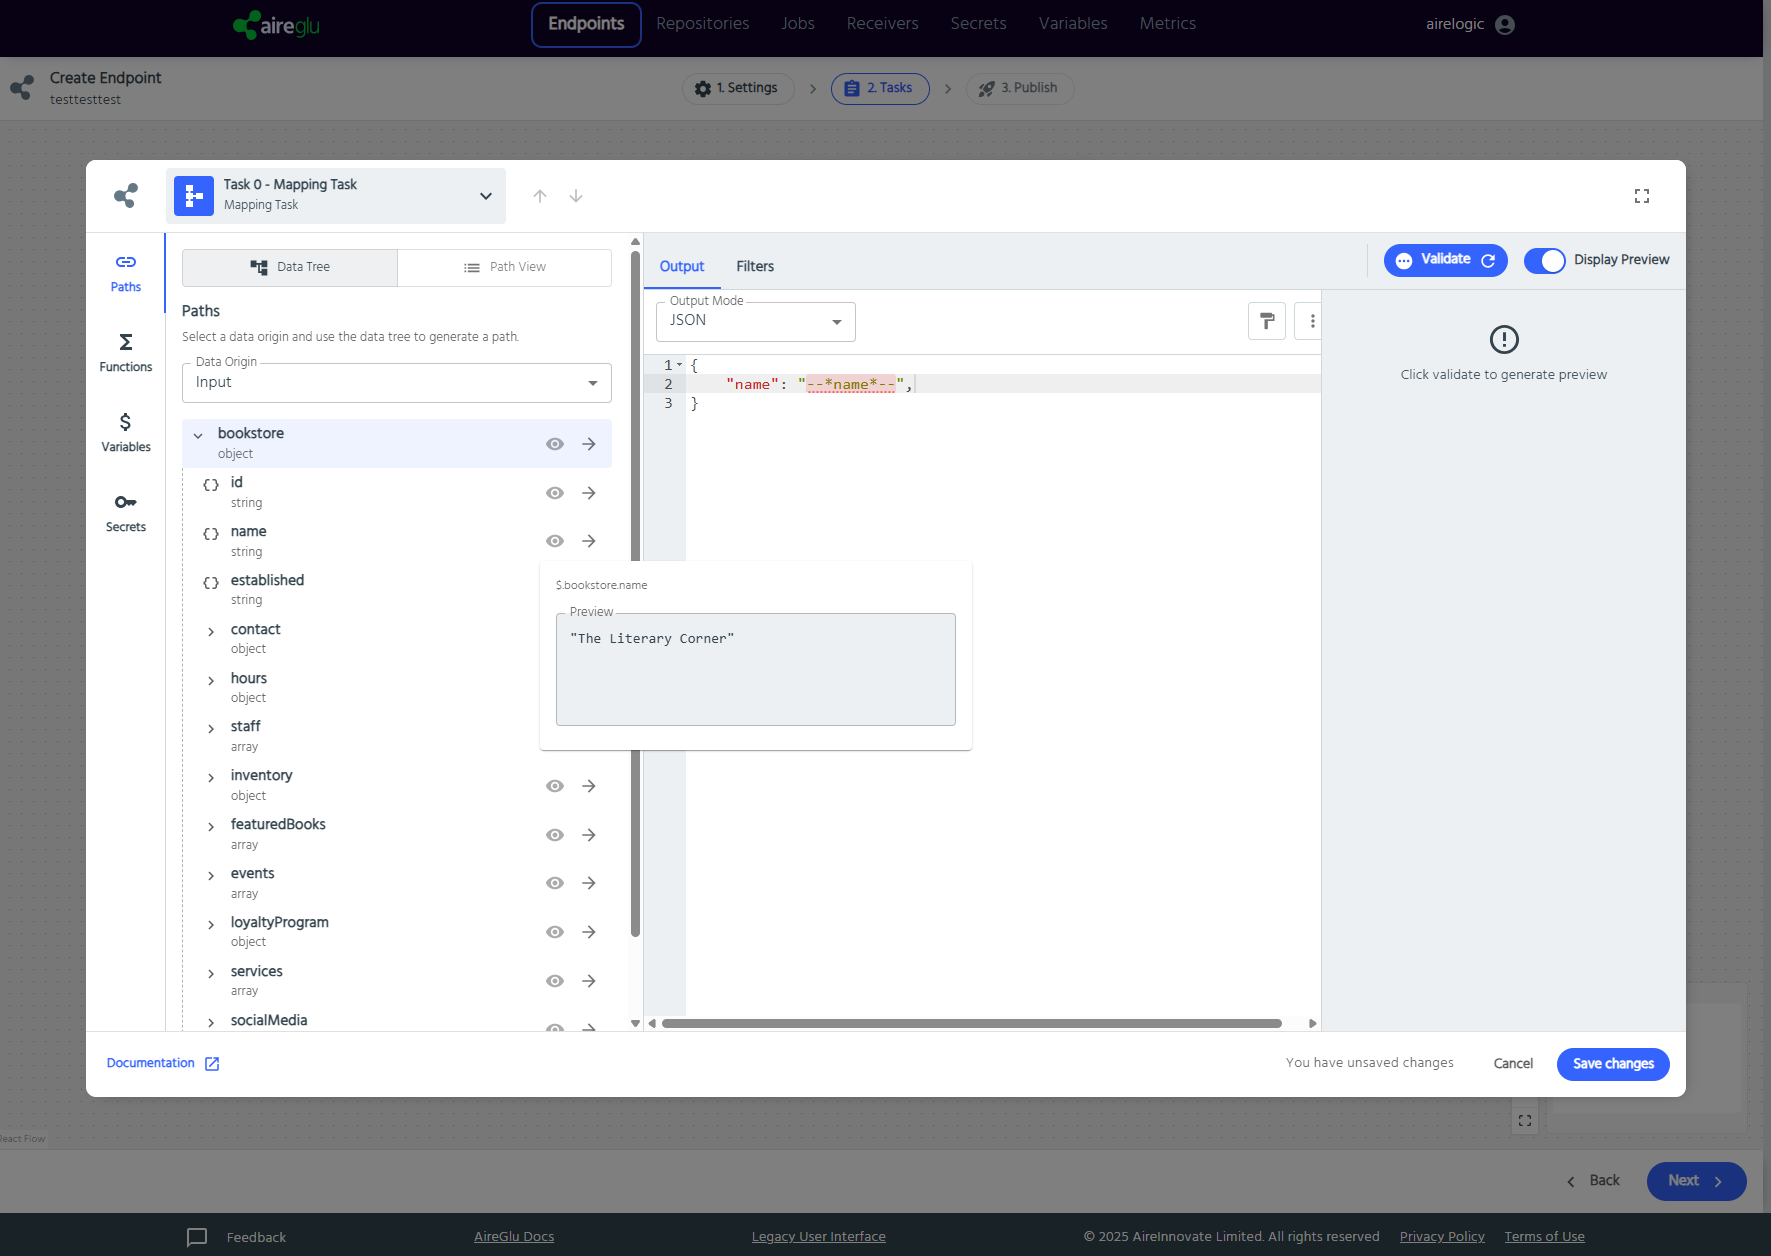 aireglu
Endpoints
Repositories
Jobs
Receivers
Secrets
Variables
Metrics
airelogic
Create Endpoint
testtesttest
1. Settings
2. Tasks
3. Publish
Task 0 - Mapping Task
Mapping Task
Paths
Functions
Variables
Secrets
Data Tree
Path View
Paths
Select a data origin and use the data tree to generate a path.
Data Origin
Input
bookstore
object
id
string
name
string
established
string
contact
object
hours
object
staff
array
inventory
object
featuredBooks
array
events
array
loyaltyProgram
object
services
array
socialMedia
$.bookstore.name
Preview
"The Literary Corner"
Output
Filters
Validate
Display Preview
Output Mode
JSON
1 {
2 "name": "--*name*--",
3 }
Click validate to generate preview
Documentation
You have unsaved changes
Cancel
Save changes
React Flow
Back
Next
Feedback
AireGlu Docs
Legacy User Interface
© 2025 AireInnovate Limited. All rights reserved
Privacy Policy
Terms of Use